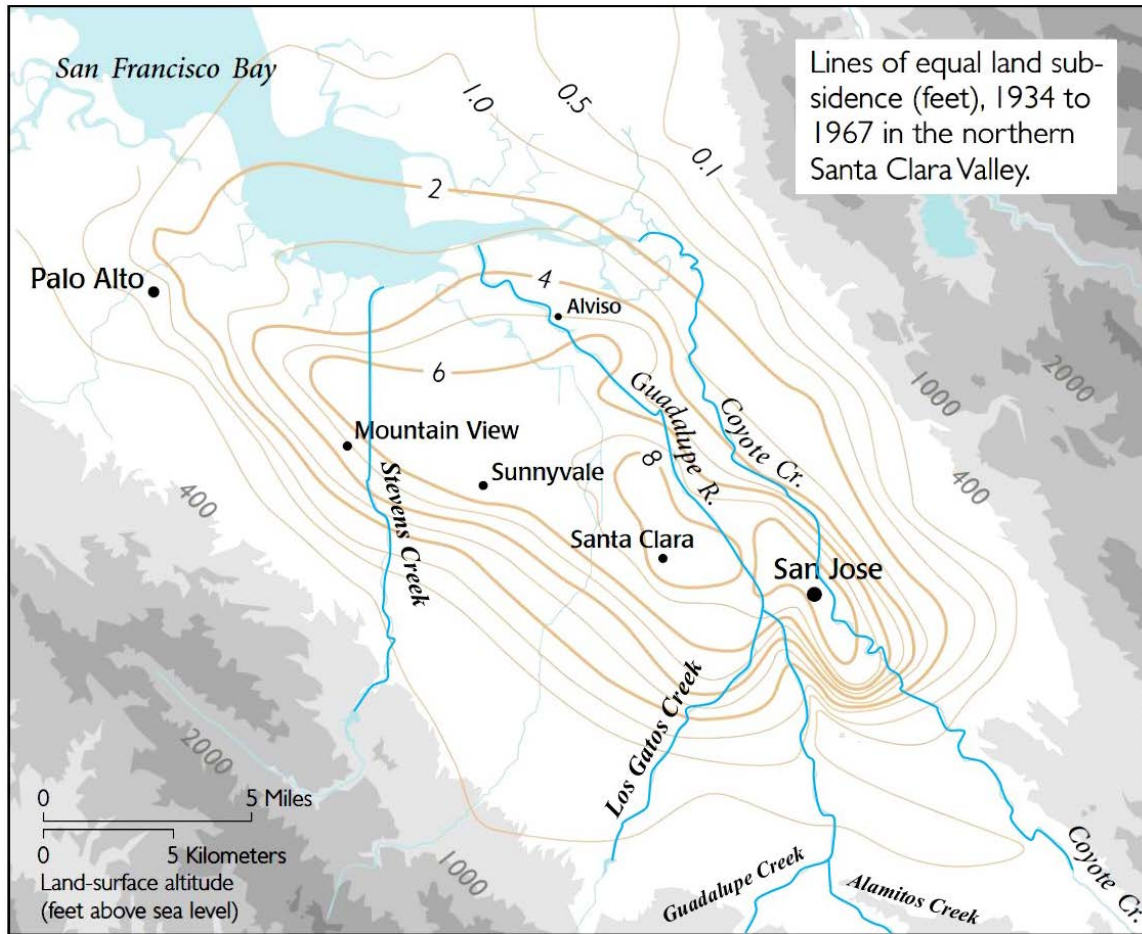 San Francisco Bay
Lines of equal land sub-
sidence (feet), 1934 to
1967 in the northern
Santa Clara Valley.
1.0
0.5
0.1
2
Palo Alto
4
Alviso
6
Guadalupe R.
Coyote Cr.
1000
2000
Mountain View
Sunnyvale
8
400
400
Stevens Creek
Santa Clara
San Jose
Los Gatos Creek
2000
0
5 Miles
0
5 Kilometers
Land-surface altitude
(feet above sea level)
1000
Guadalupe Creek
Alamitos Creek
Coyote Cr.